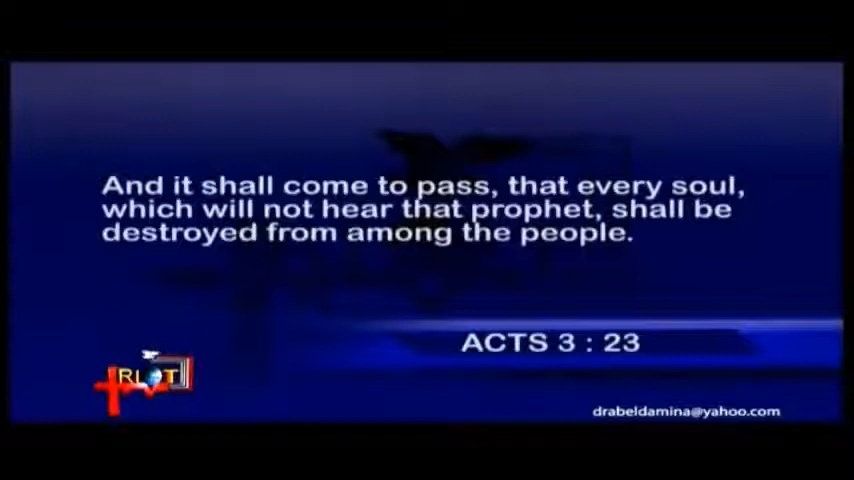 And it shall come to pass, that every soul,
which will not hear that prophet, shall be
destroyed from among the people.
ACTS 3 : 23
RIOT
drabeldamina@yahoo.com